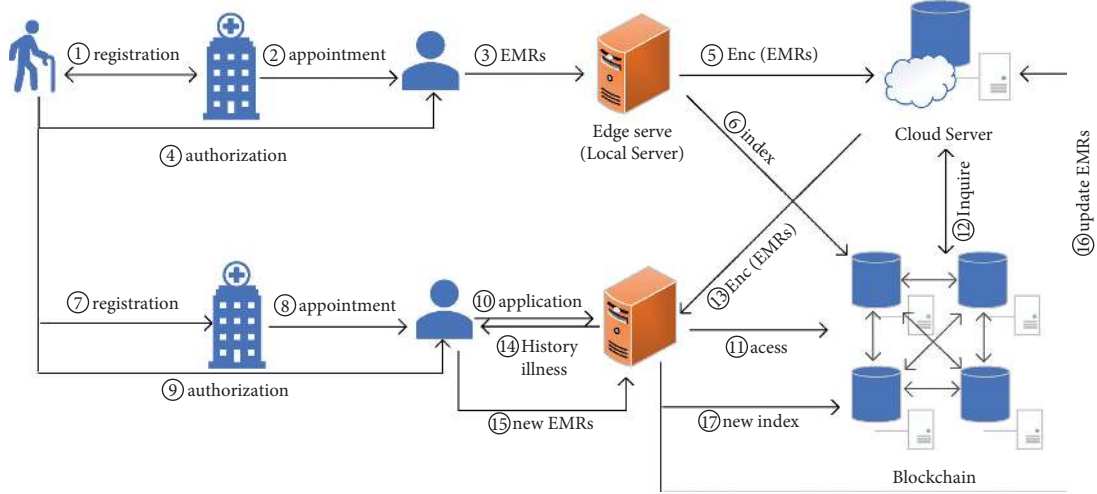 ① registration
② appointment
③ EMRs
⑤ Enc (EMRs)
④ authorization
Edge serve
(Local Server)
⑥ index
Cloud Server
⑫ Inquire
⑯ update EMRs
⑬ Enc (EMRs)
⑦ registration
⑧ appointment
⑩ application
⑭ History
illness
⑪ acess
⑨ authorization
⑮ new EMRs
⑰ new index
Blockchain